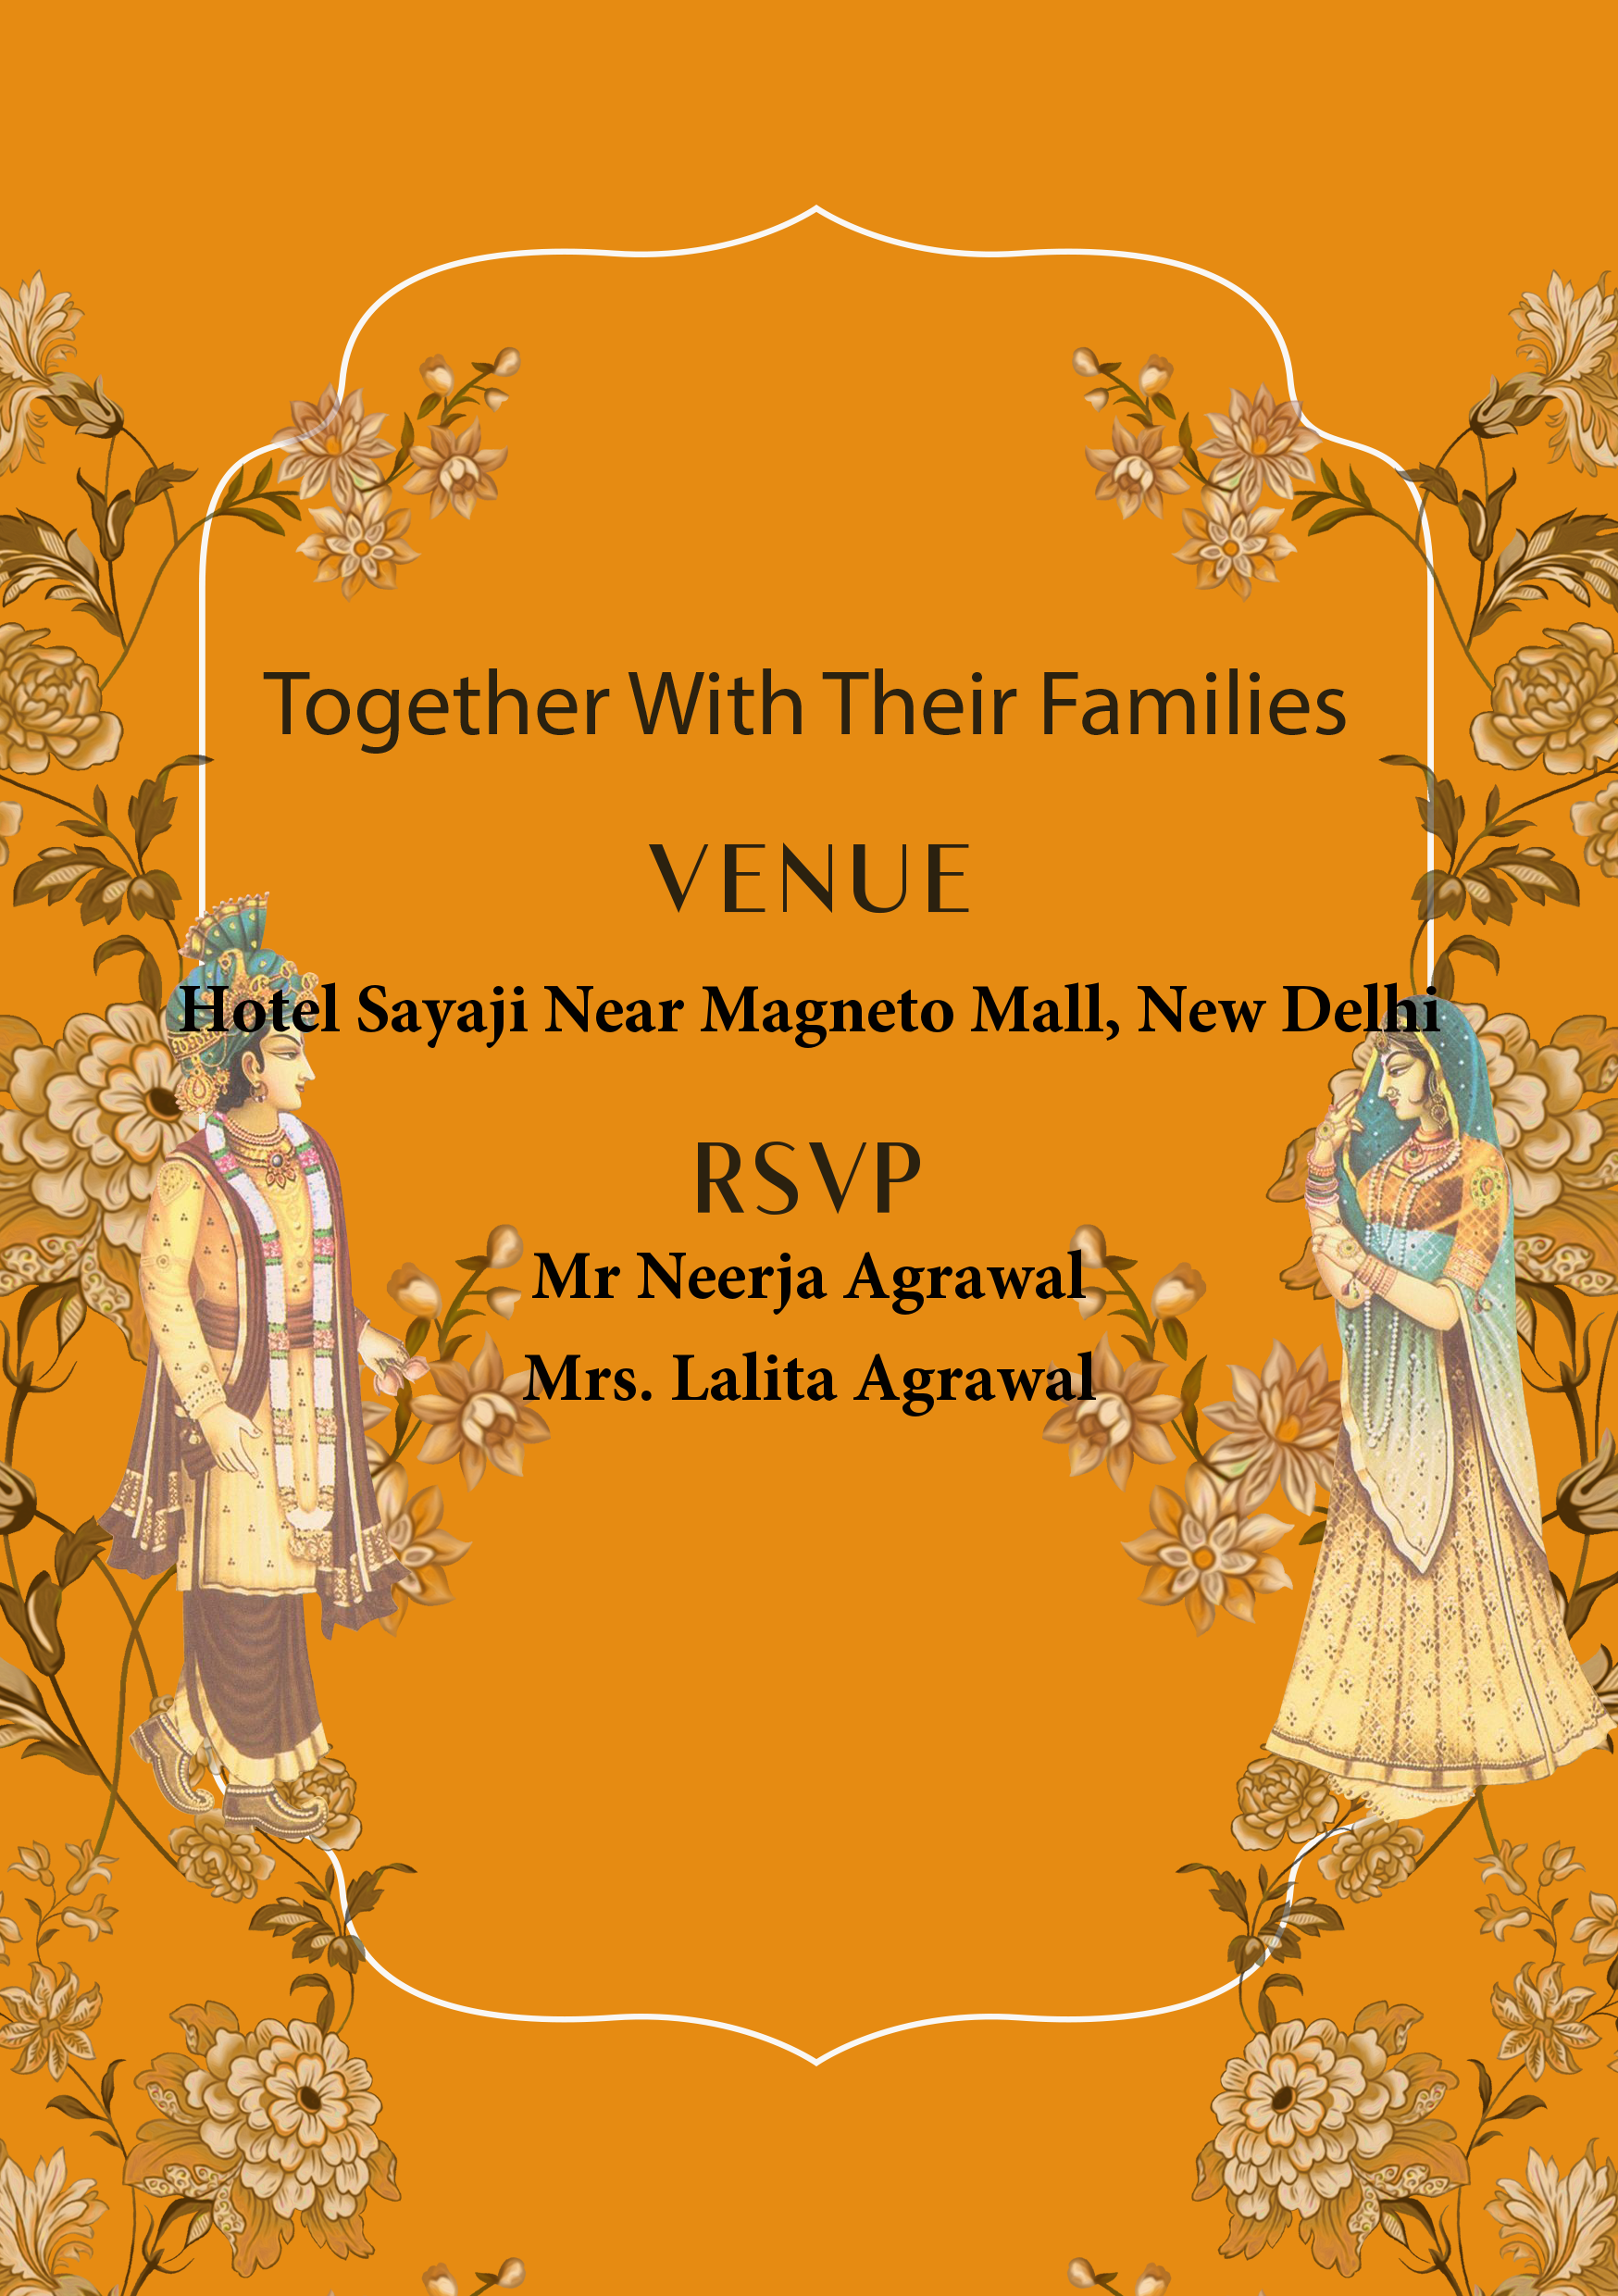 Together With Their Families
VENUE
Hotel Sayaji Near Magneto Mall, New Delhi
RSVP
Mr Neerja Agrawal
Mrs. Lalita Agrawal